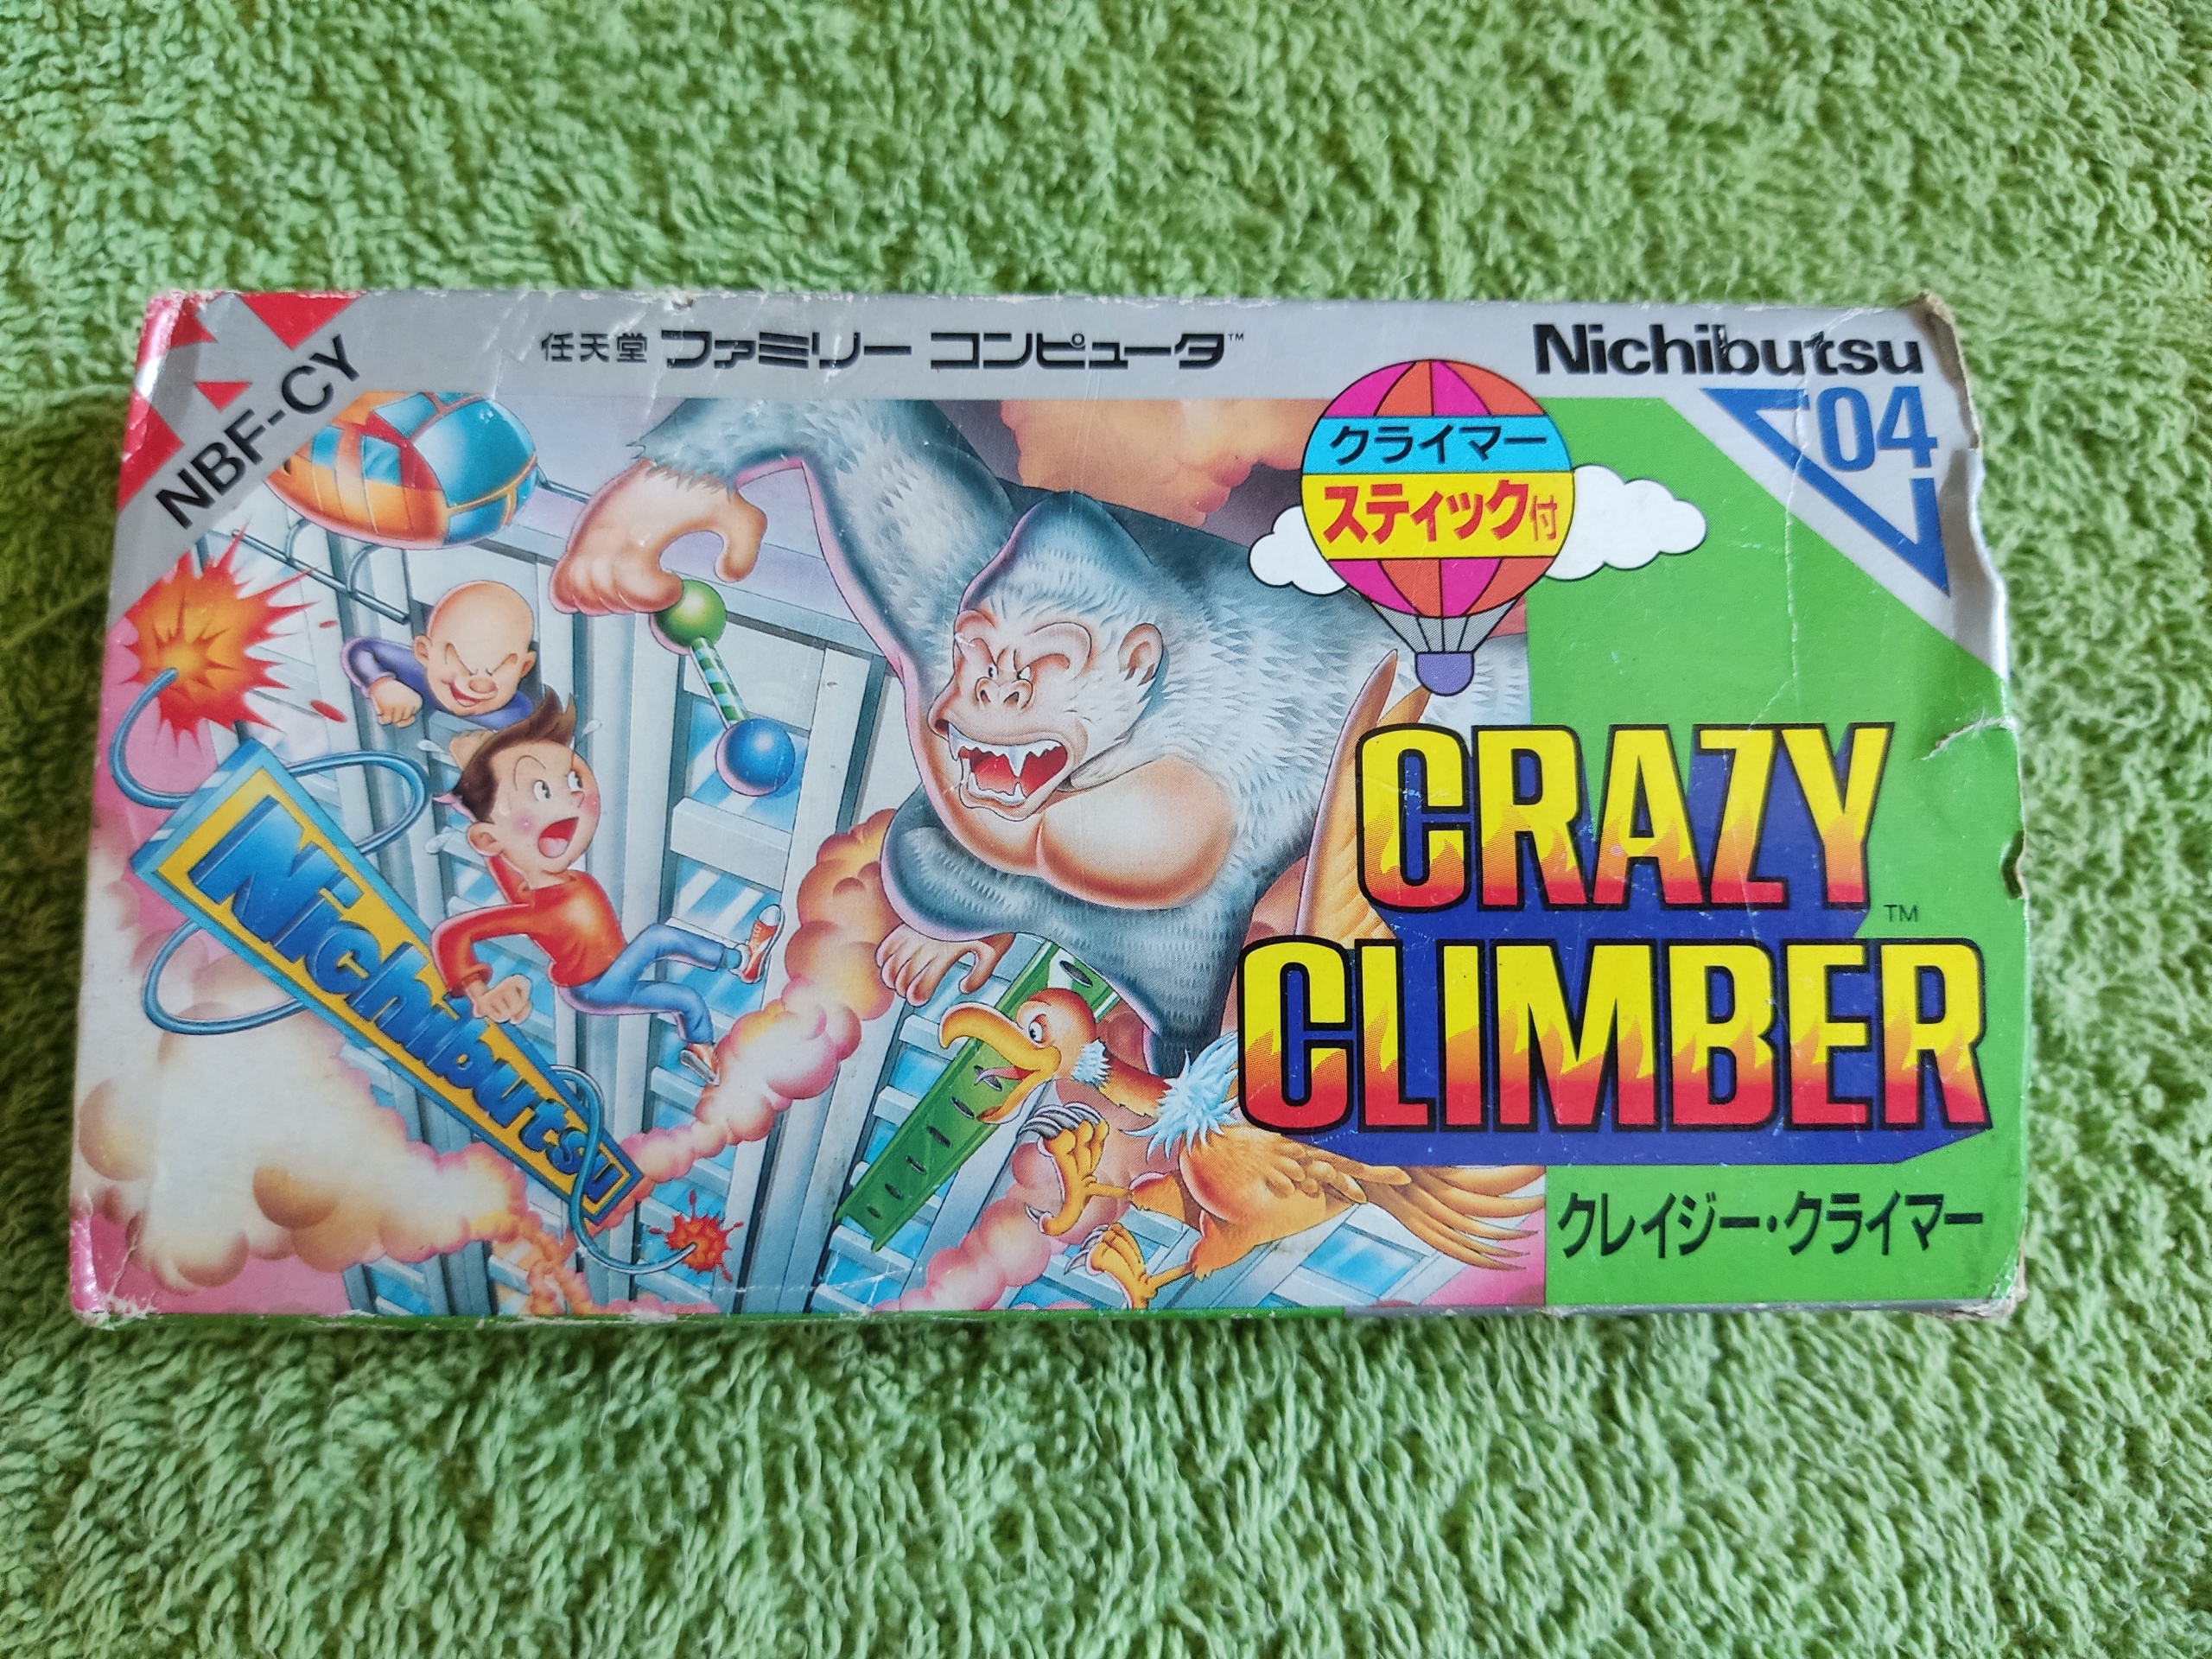 NBF-CY
任天堂 ファミリー コンピュータ™
Nichibutsu
04
クライマー
スティック付
Nichibutsu
CRAZY
CLIMBER™
クレイジー・クライマー